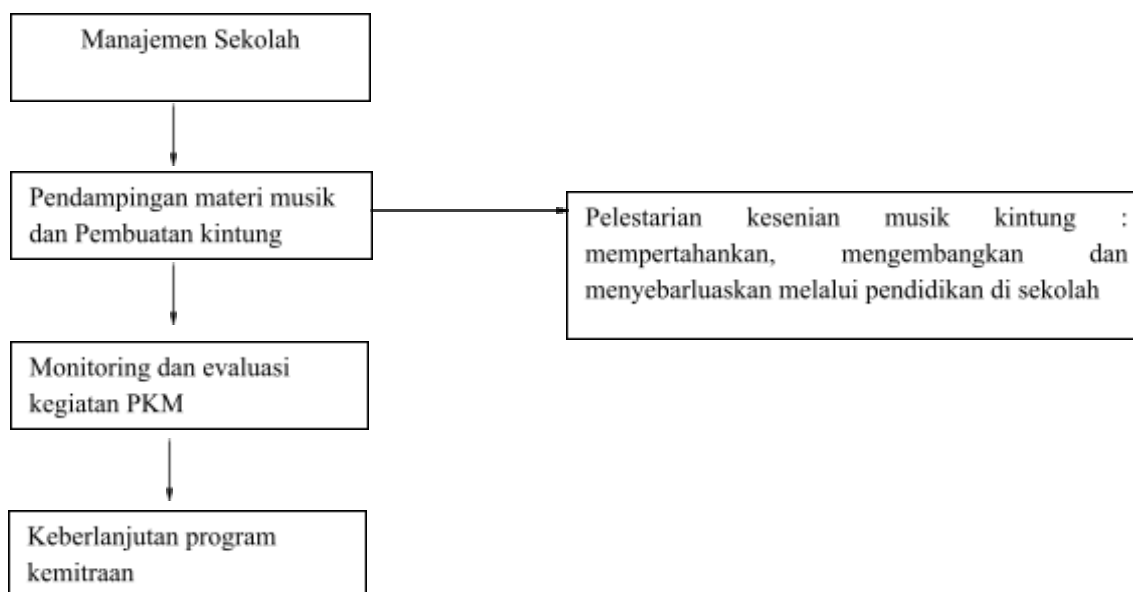 Manajemen Sekolah
Pendampingan materi musik
dan Pembuatan kintung
Pelestarian kesenian musik kintung :
mempertahankan, mengembangkan dan
menyebarluaskan melalui pendidikan di sekolah
Monitoring dan evaluasi
kegiatan PKM
Keberlanjutan program
kemitraan